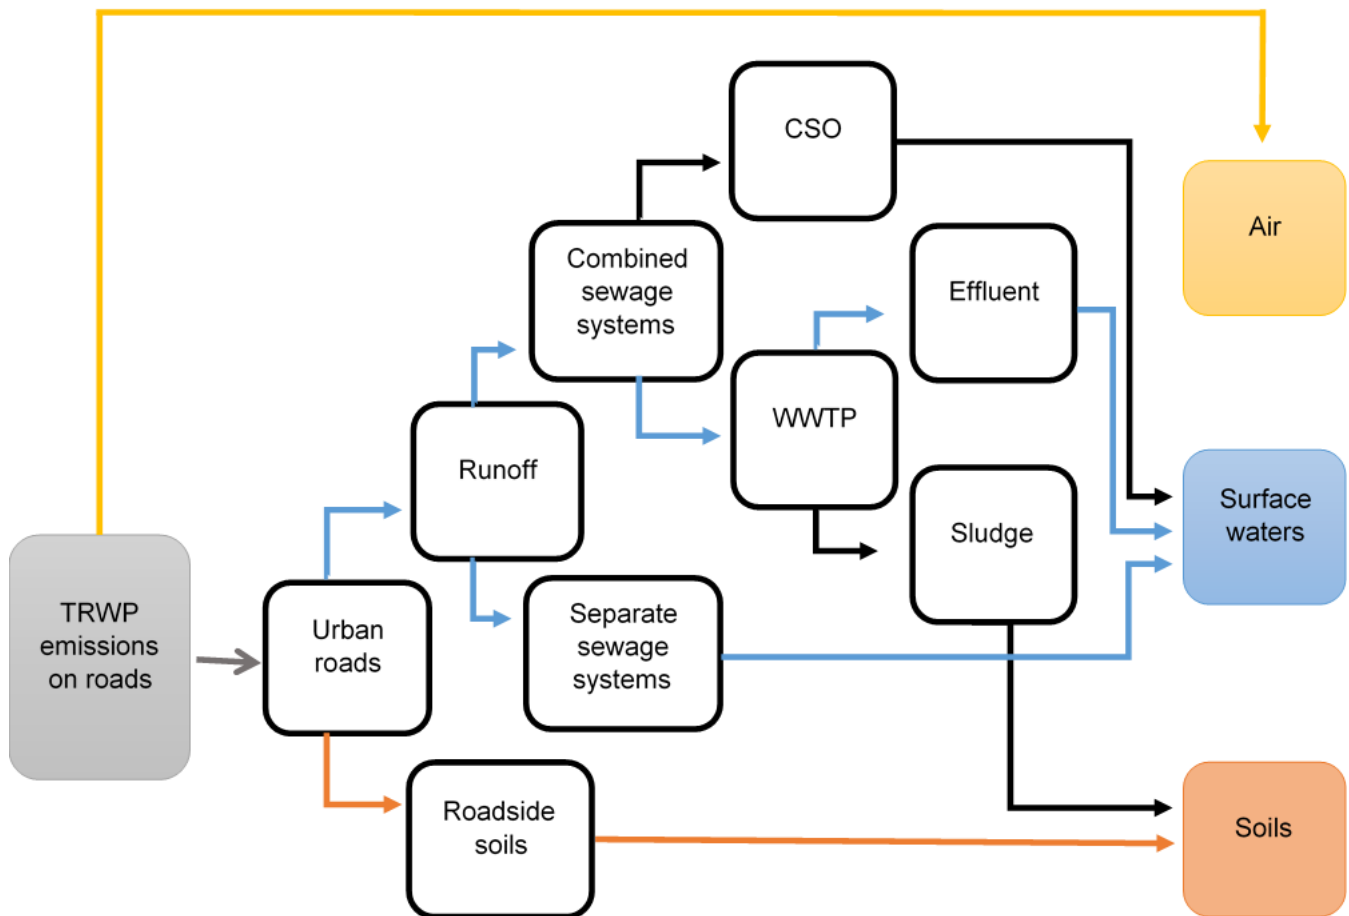 CSO
Air
Combined
sewage
systems
Effluent
WWTP
Runoff
Surface
waters
Sludge
TRWP
emissions
on roads
Urban
roads
Separate
sewage
systems
Roadside
soils
Soils